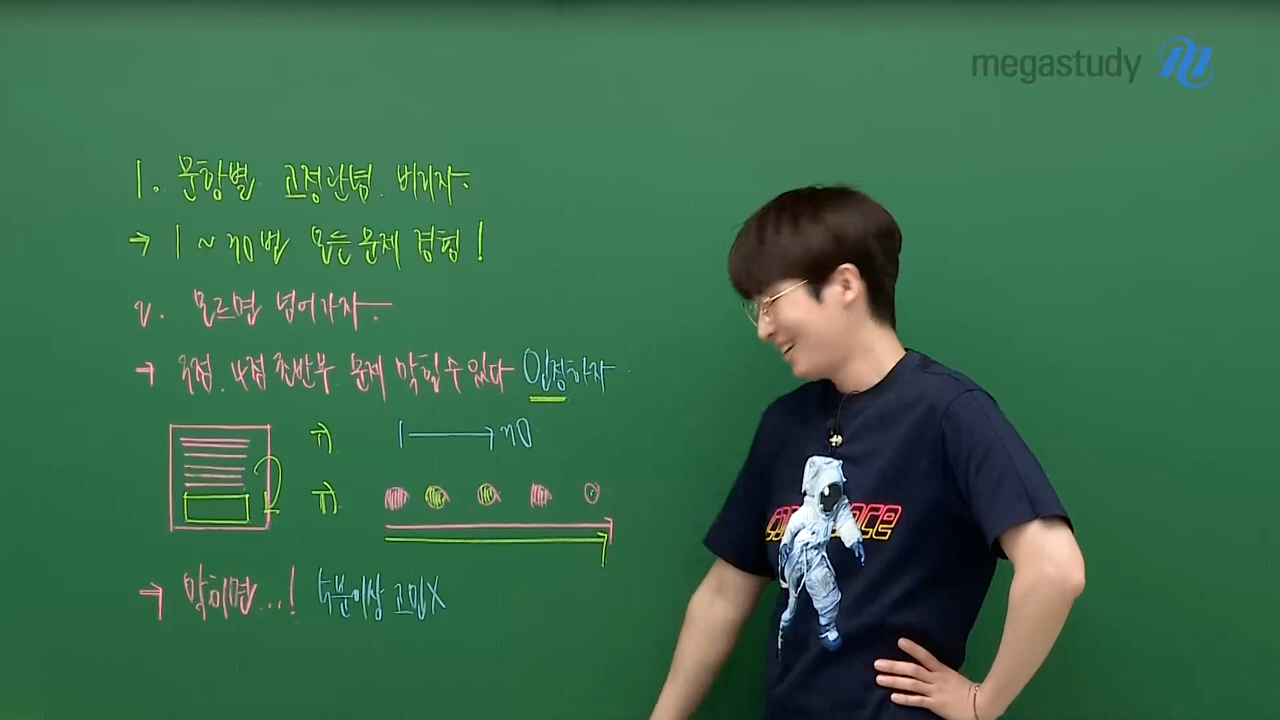 megastudy
1. 문항별 고정관념 버리자.
→ 1 ~ 30번 모든 문제 경험!
2. 모르면 넘어가자.
→ 3점, 4점 초반부 문제 막힐 수 있다 인정하자
i) 1 → 30
ii)
→ 막히면...! 5분이상 고민X